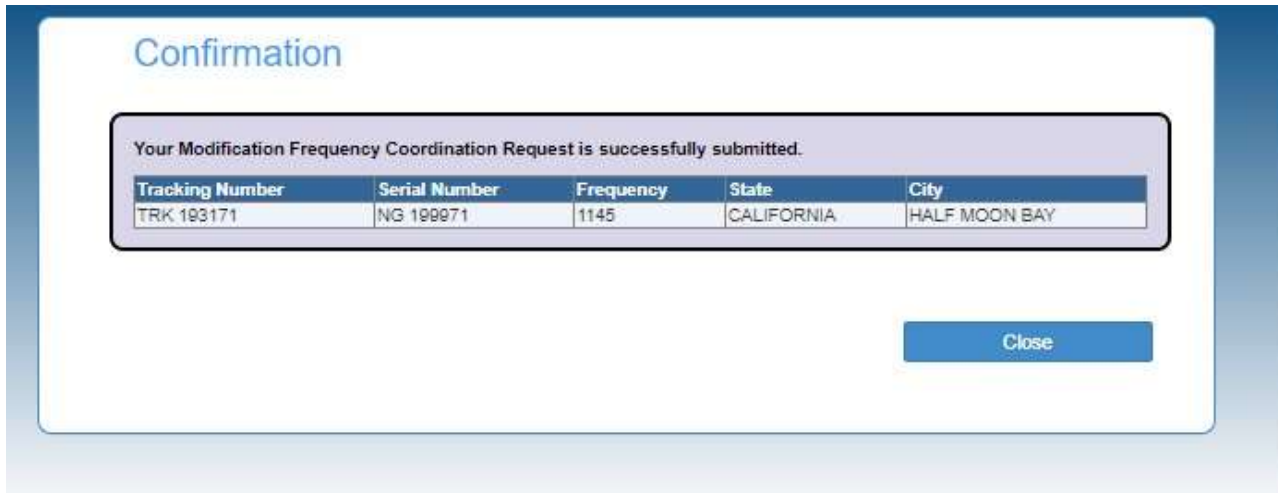 Confirmation
Your Modification Frequency Coordination Request is successfully submitted.
Tracking Number Serial Number Frequency State City
TRK 193171 NG 199971 1145 CALIFORNIA HALF MOON BAY
Close